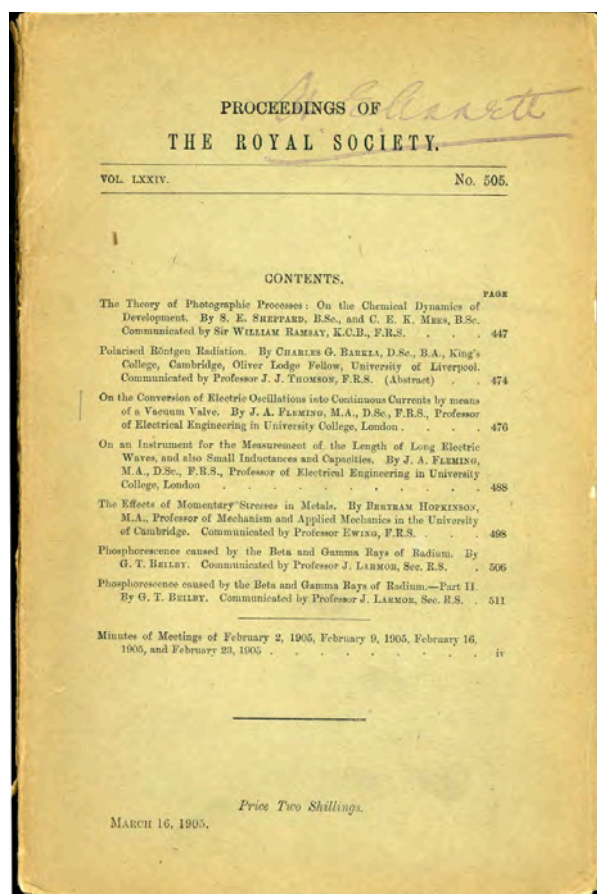 PROCEEDINGS OF
THE ROYAL SOCIETY.
VOL. LXXIV. No. 505.
CONTENTS.
PAGE
The Theory of Photographic Processes: On the Chemical Dynamics of
Development. By S. E. SHEPPARD, B.Sc., and C. E. K. MEES, B.Sc.
Communicated by Sir WILLIAM RAMSAY, K.C.B., F.R.S. . . . 447
Polarised Röntgen Radiation. By CHARLES G. BARKLA, D.Sc., B.A., King's
College, Cambridge, Oliver Lodge Fellow, University of Liverpool.
Communicated by Professor J. J. THOMSON, F.R.S. (Abstract) . . 474
On the Conversion of Electric Oscillations into Continuous Currents by means
of a Vacuum Valve. By J. A. FLEMING, M.A., D.Sc., F.R.S., Professor
of Electrical Engineering in University College, London . . . . 476
On an Instrument for the Measurement of the Length of Long Electric
Waves, and also Small Inductances and Capacities. By J. A. FLEMING,
M.A., D.Sc., F.R.S., Professor of Electrical Engineering in University
College, London . . . . . . . . . . 488
The Effects of Momentary Stresses in Metals. By BERTRAM HOPKINSON,
M.A., Professor of Mechanism and Applied Mechanics in the University
of Cambridge. Communicated by Professor EWING, F.R.S. . . . 498
Phosphorescence caused by the Beta and Gamma Rays of Radium. By
G. T. BEILBY. Communicated by Professor J. LARMOR, Sec. R.S. . 506
Phosphorescence caused by the Beta and Gamma Rays of Radium.—Part II.
By G. T. BEILBY. Communicated by Professor J. LARMOR, Sec. R.S. . 511
Minutes of Meetings of February 2, 1905, February 9, 1905, February 16,
1905, and February 23, 1905 . . . . . . . . . iv
Price Two Shillings.
MARCH 16, 1905.